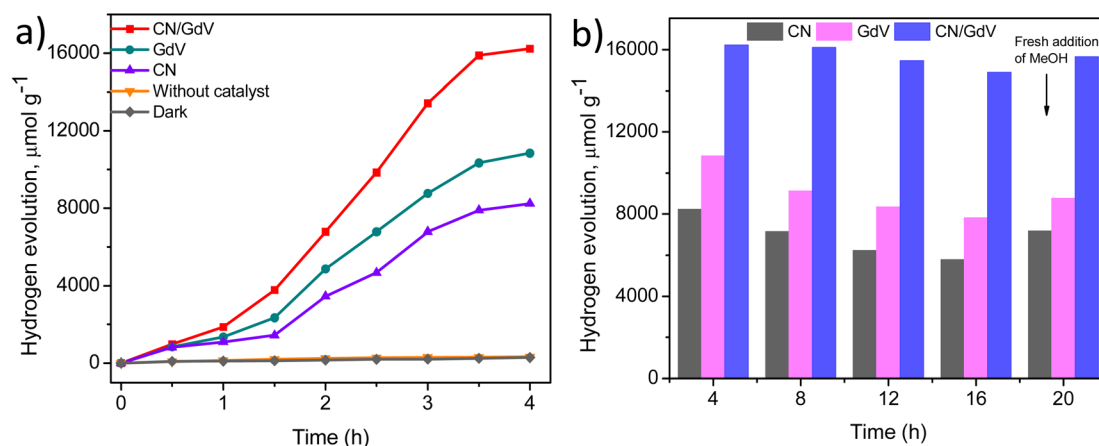 a)
CN/GdV
GdV
CN
Without catalyst
Dark
Hydrogen evolution, μmol g⁻¹
16000
12000
8000
4000
0
0 1 2 3 4
Time (h)
b)
CN GdV CN/GdV
Fresh addition
of MeOH
Hydrogen evolution, μmol g⁻¹
16000
12000
8000
4000
0
4 8 12 16 20
Time (h)